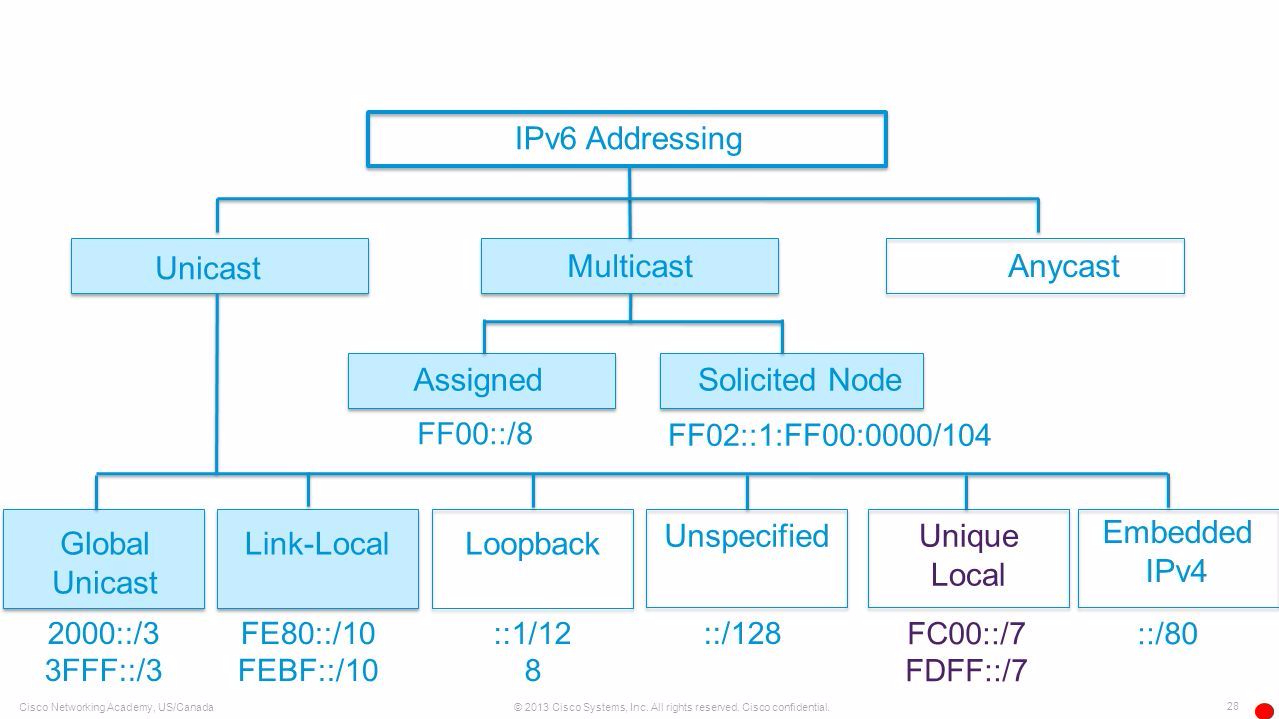 IPv6 Addressing
Unicast
Multicast
Anycast
Assigned
Solicited Node
FF00::/8
FF02::1:FF00:0000/104
Global
Unicast
Link-Local
Loopback
Unspecified
Unique
Local
Embedded
IPv4
2000::/3
3FFF::/3
FE80::/10
FEBF::/10
::1/12
8
::/128
FC00::/7
FDFF::/7
::/80
Cisco Networking Academy, US/Canada
© 2013 Cisco Systems, Inc. All rights reserved. Cisco confidential.
28